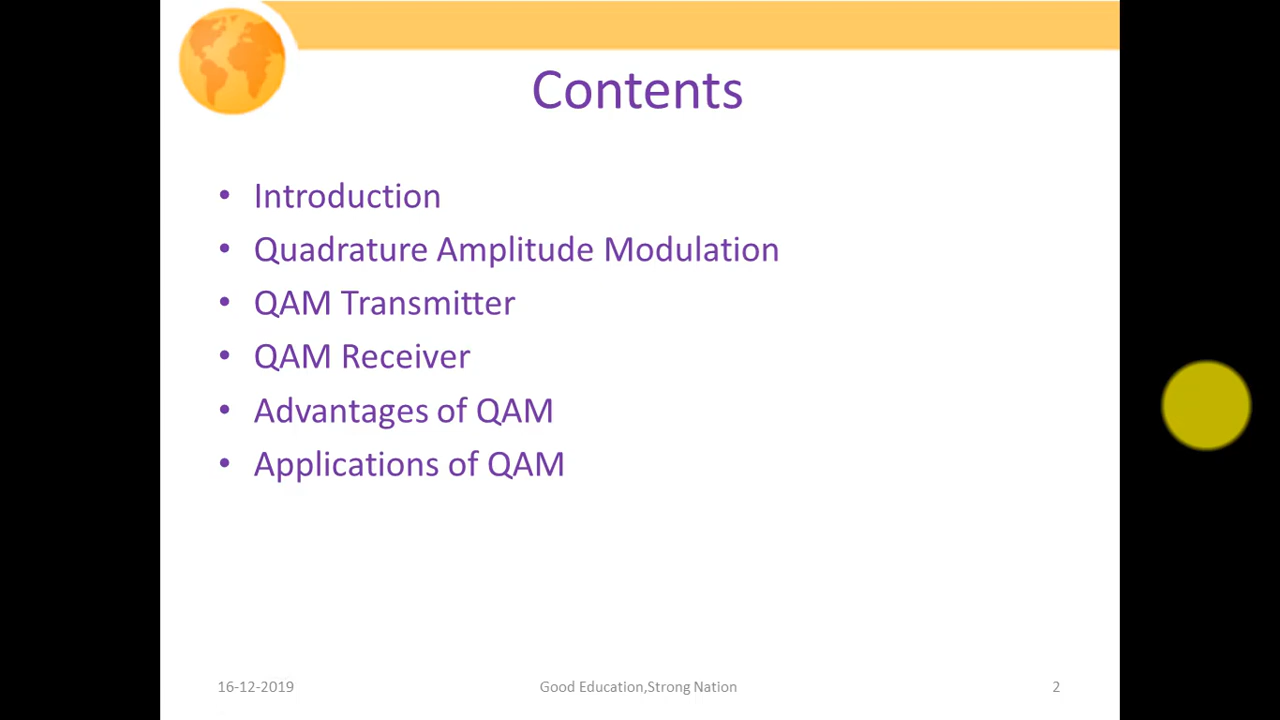 Contents
• Introduction
• Quadrature Amplitude Modulation
• QAM Transmitter
• QAM Receiver
• Advantages of QAM
• Applications of QAM
16-12-2019 Good Education,Strong Nation 2